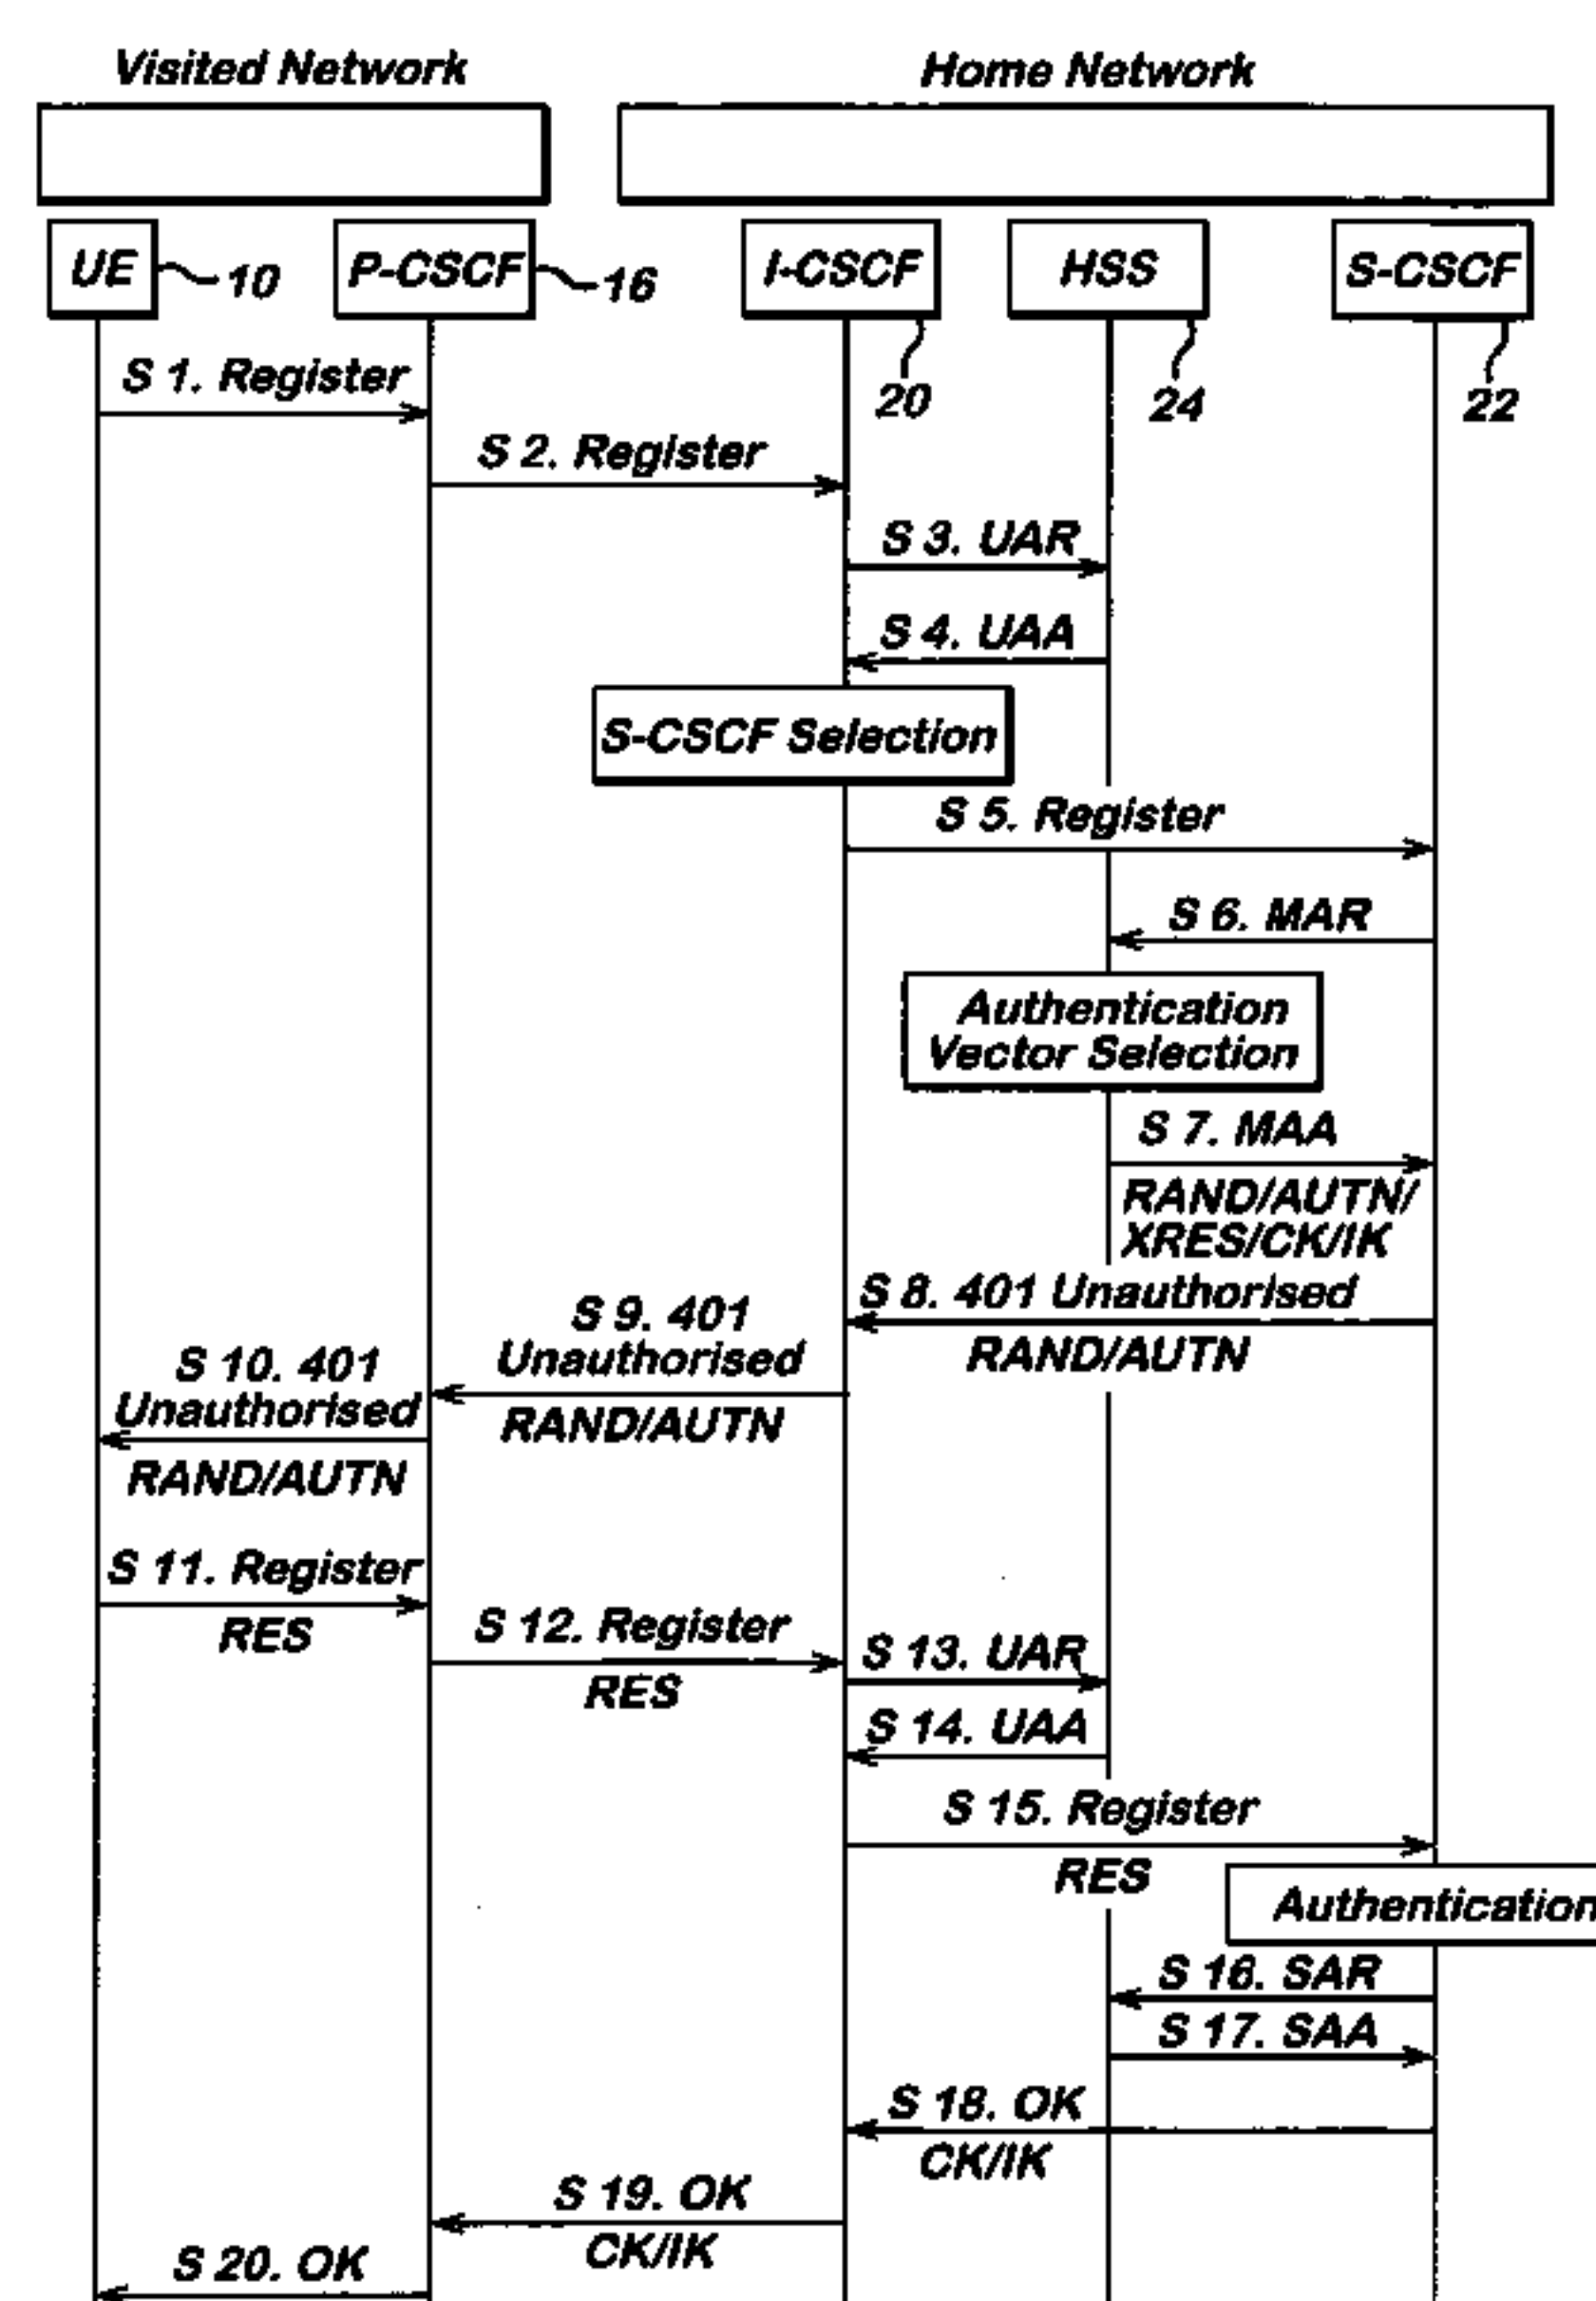 Visited Network
Home Network
UE
10
P-CSCF
16
I-CSCF
HSS
S-CSCF
20
24
22
S 1. Register
S 2. Register
S 3. UAR
S 4. UAA
S-CSCF Selection
S 5. Register
S 6. MAR
Authentication
Vector Selection
S 7. MAA
RAND/AUTN/
XRES/CK/IK
S 8. 401 Unauthorised
RAND/AUTN
S 9. 401
Unauthorised
RAND/AUTN
S 10. 401
Unauthorised
RAND/AUTN
S 11. Register
RES
S 12. Register
RES
S 13. UAR
S 14. UAA
S 15. Register
RES
Authentication
S 16. SAR
S 17. SAA
S 18. OK
CK/IK
S 19. OK
CK/IK
S 20. OK